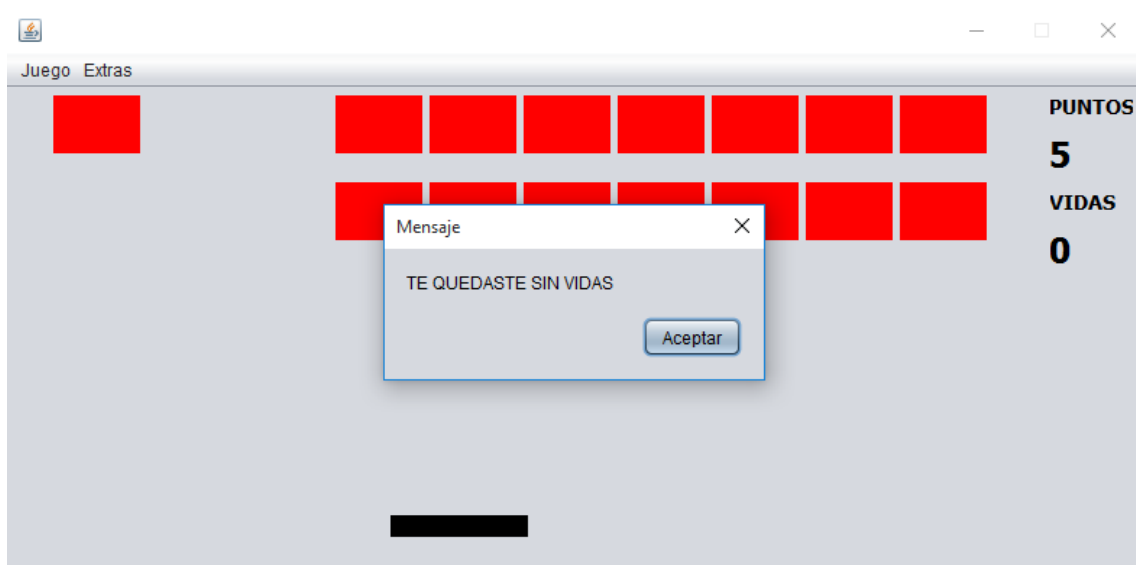 Juego Extras
PUNTOS
5
VIDAS
0
Mensaje
TE QUEDASTE SIN VIDAS
Aceptar